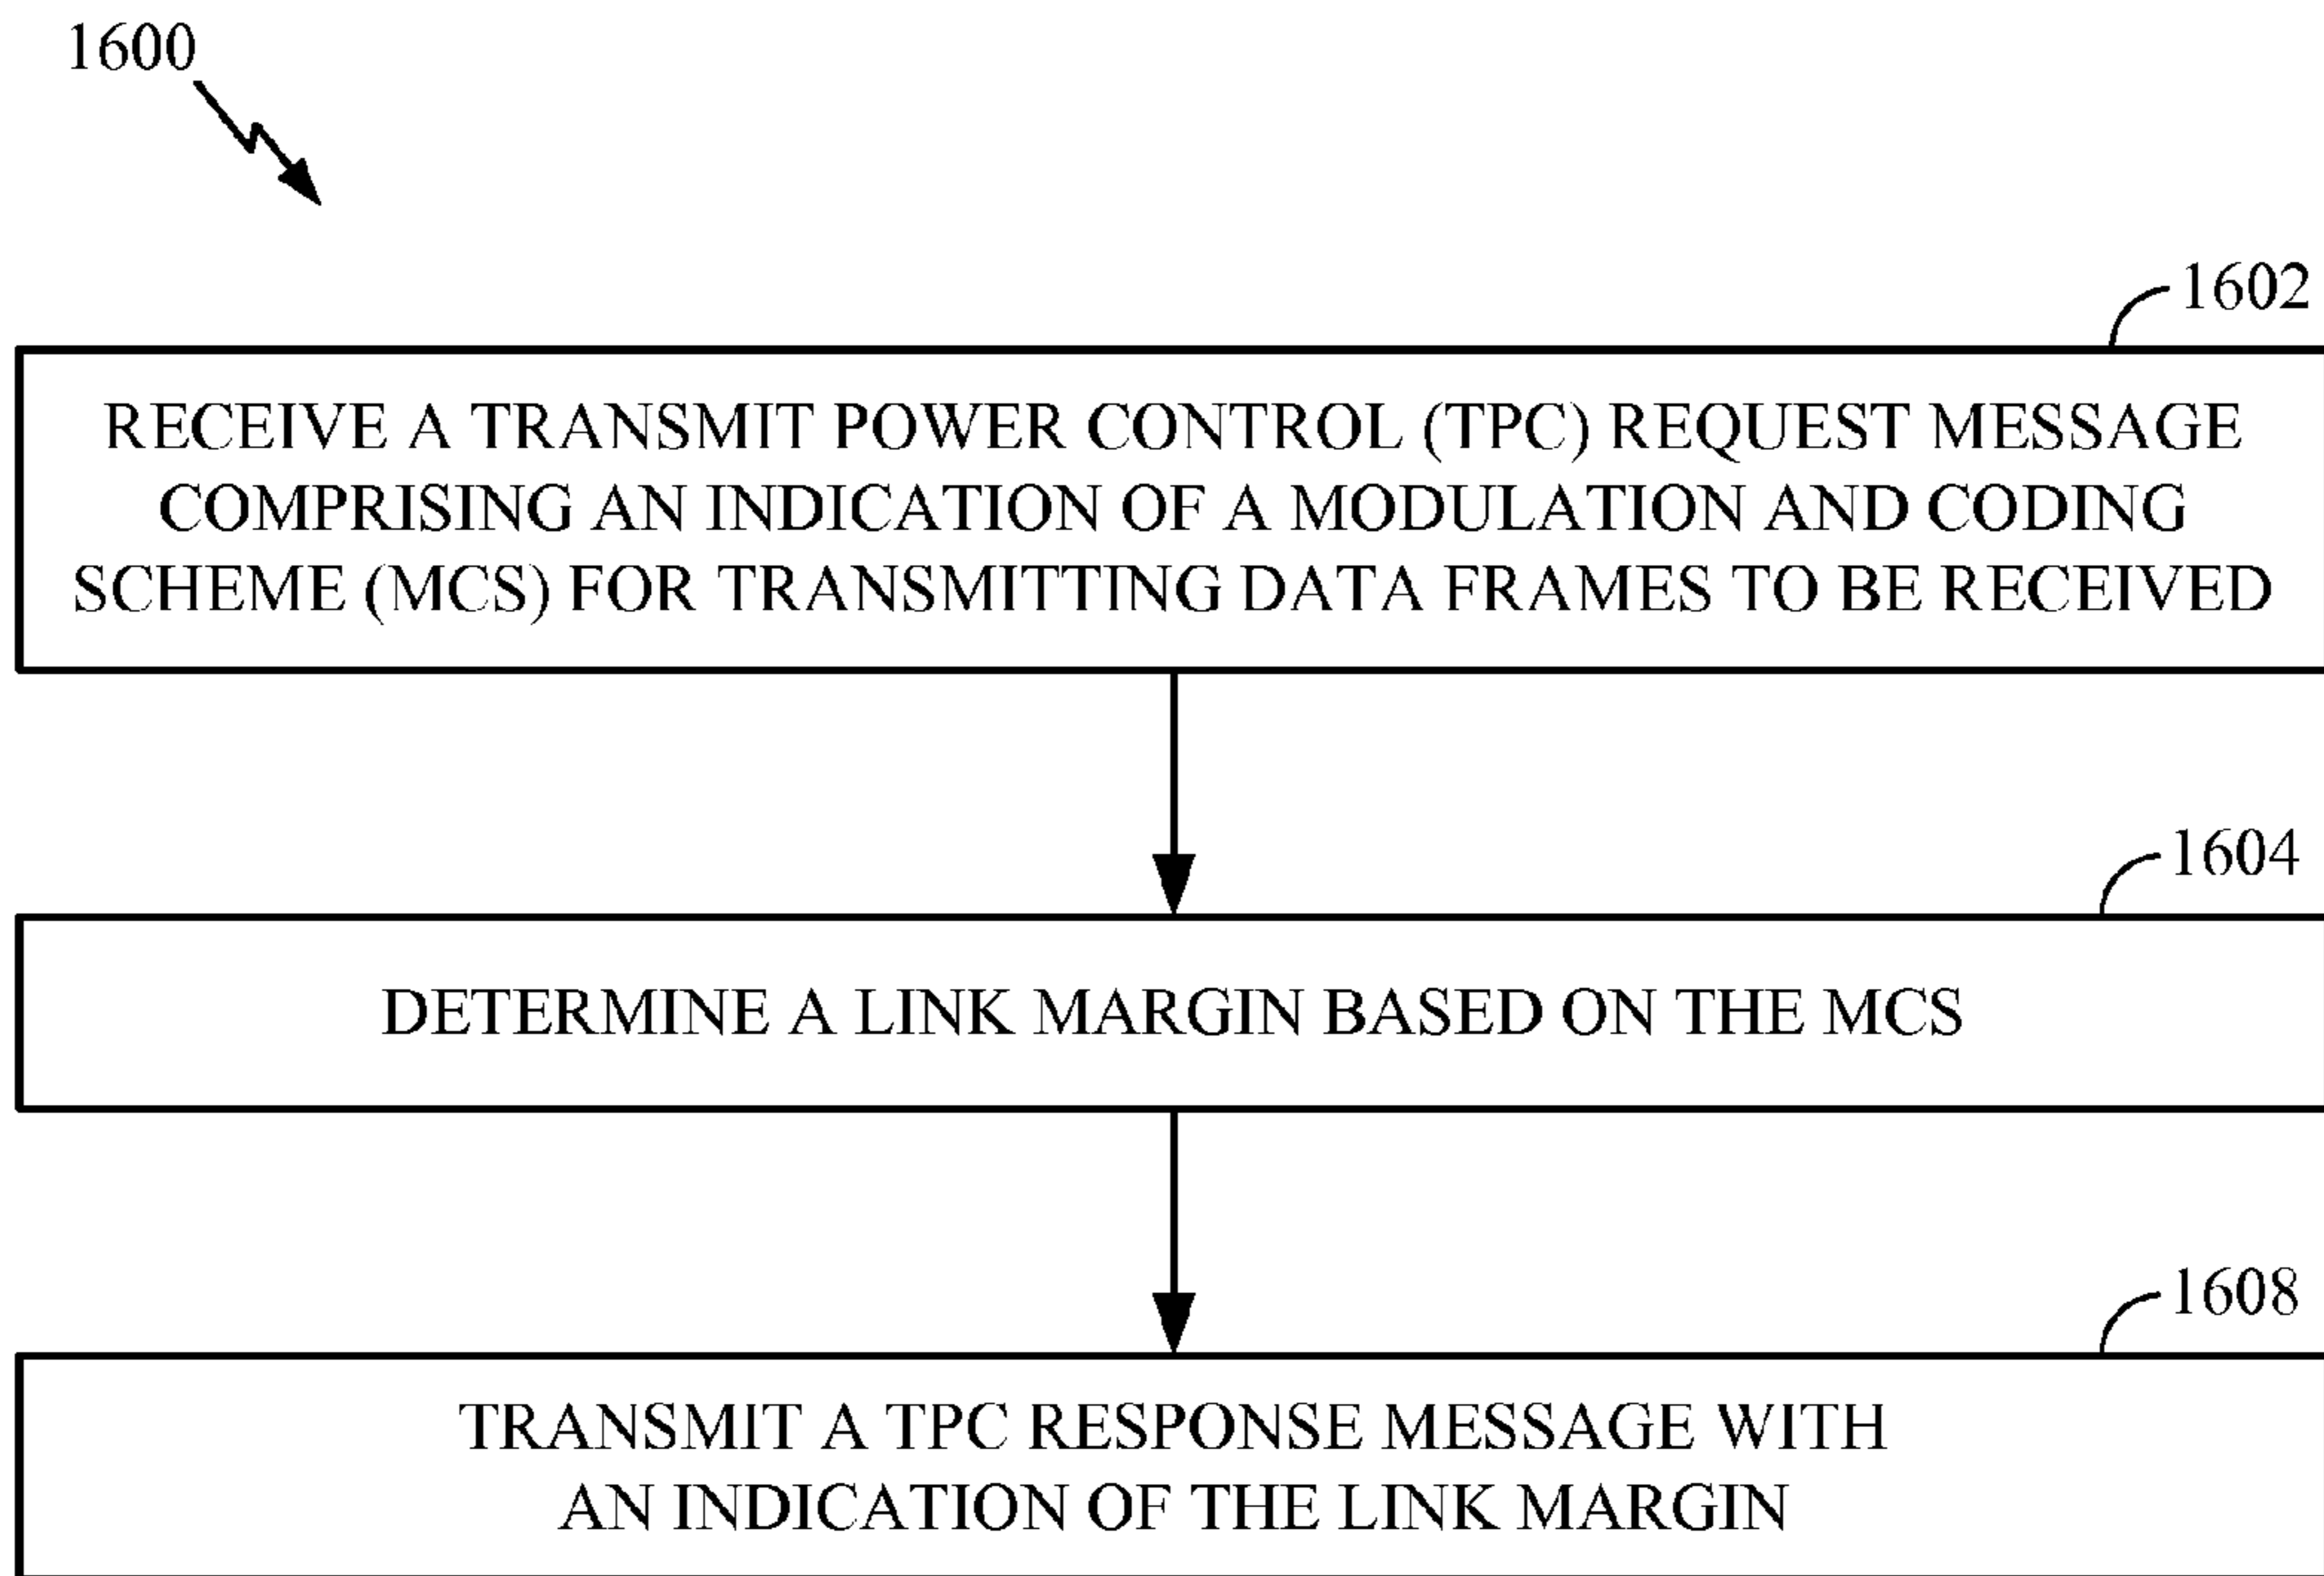 1600
1602
RECEIVE A TRANSMIT POWER CONTROL (TPC) REQUEST MESSAGE
COMPRISING AN INDICATION OF A MODULATION AND CODING
SCHEME (MCS) FOR TRANSMITTING DATA FRAMES TO BE RECEIVED
1604
DETERMINE A LINK MARGIN BASED ON THE MCS
1608
TRANSMIT A TPC RESPONSE MESSAGE WITH
AN INDICATION OF THE LINK MARGIN